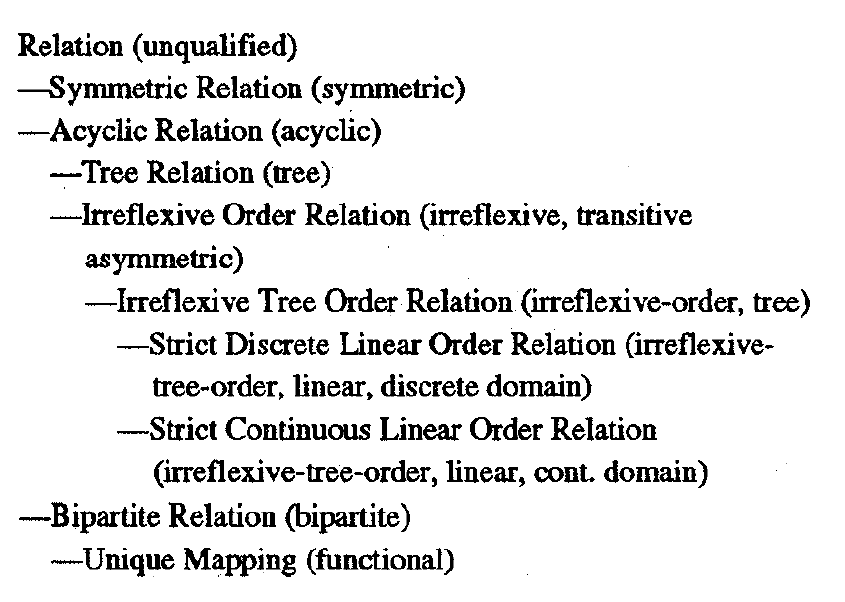 Relation (unqualified)
—Symmetric Relation (symmetric)
—Acyclic Relation (acyclic)
—Tree Relation (tree)
—Irreflexive Order Relation (irreflexive, transitive
asymmetric)
—Irreflexive Tree Order Relation (irreflexive-order, tree)
—Strict Discrete Linear Order Relation (irreflexive-
tree-order, linear, discrete domain)
—Strict Continuous Linear Order Relation
(irreflexive-tree-order, linear, cont. domain)
—Bipartite Relation (bipartite)
—Unique Mapping (functional)